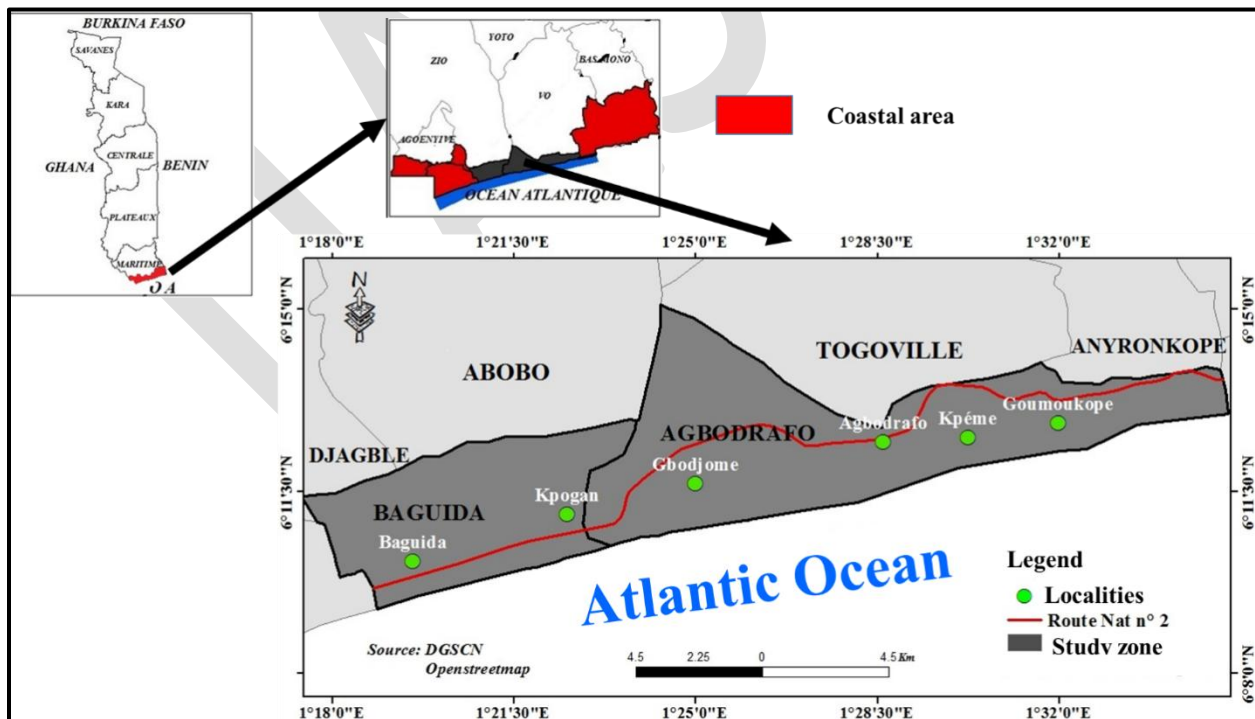 BURKINA FASO
SAVANES
KARA
GHANA
CENTRALE
BENIN
PLATEAUX
MARITIME
ZIO
YOTO
VO
AGOENYIVE
OCEAN ATLANTIQUE
Coastal area
1°18'0"E
1°21'30"E
1°25'0"E
1°28'30"E
1°32'0"E
N
6°15'0"N
6°15'0"N
ABOBO
TOGOVILLE
ANYRONKOPE
DJAGBLE
AGBODRAFO
Agbodrafo
Kpéme
Goumoukope
Gbodjome
6°11'30"N
6°11'30"N
BAGUIDA
Kpogan
Baguida
Atlantic Ocean
Legend
Localities
Route Nat n° 2
Study zone
Source: DGSCN
Openstreetmap
4.5 2.25 0 4.5 Km
6°8'0"N
6°8'0"N
1°18'0"E
1°21'30"E
1°25'0"E
1°28'30"E
1°32'0"E